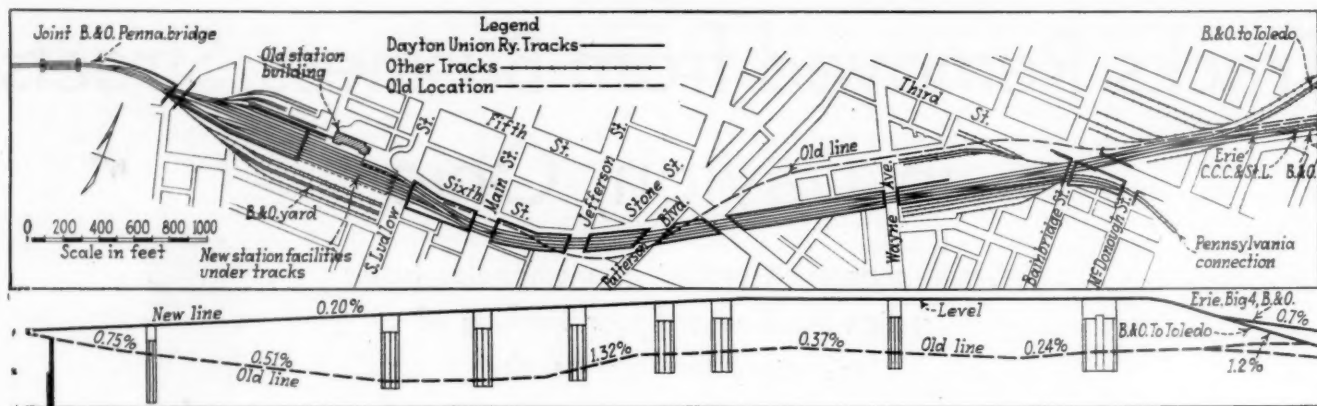 Joint B.&O. Penna. bridge
Old station
building
Legend
Dayton Union Ry. Tracks
Other Tracks
Old Location
B.&O. to Toledo
Third
St.
Fifth
St.
St.
Main St.
Jefferson St.
Stone St.
Old line
Sixth
St.
B.&O. yard
S. Ludlow
Patterson Blvd.
Wayne Ave.
Erie
C.C.C. & St. L.
B.&O.
Bainbridge St.
McDonough St.
Pennsylvania
connection
0 200 400 600 800 1000
Scale in feet
New station facilities
under tracks
New line
0.20%
Level
Erie, Big 4, B.&O.
0.7%
B.&O. To Toledo
0.75%
0.51%
Old line
1.32%
0.37%
Old line
0.24%
1.2%